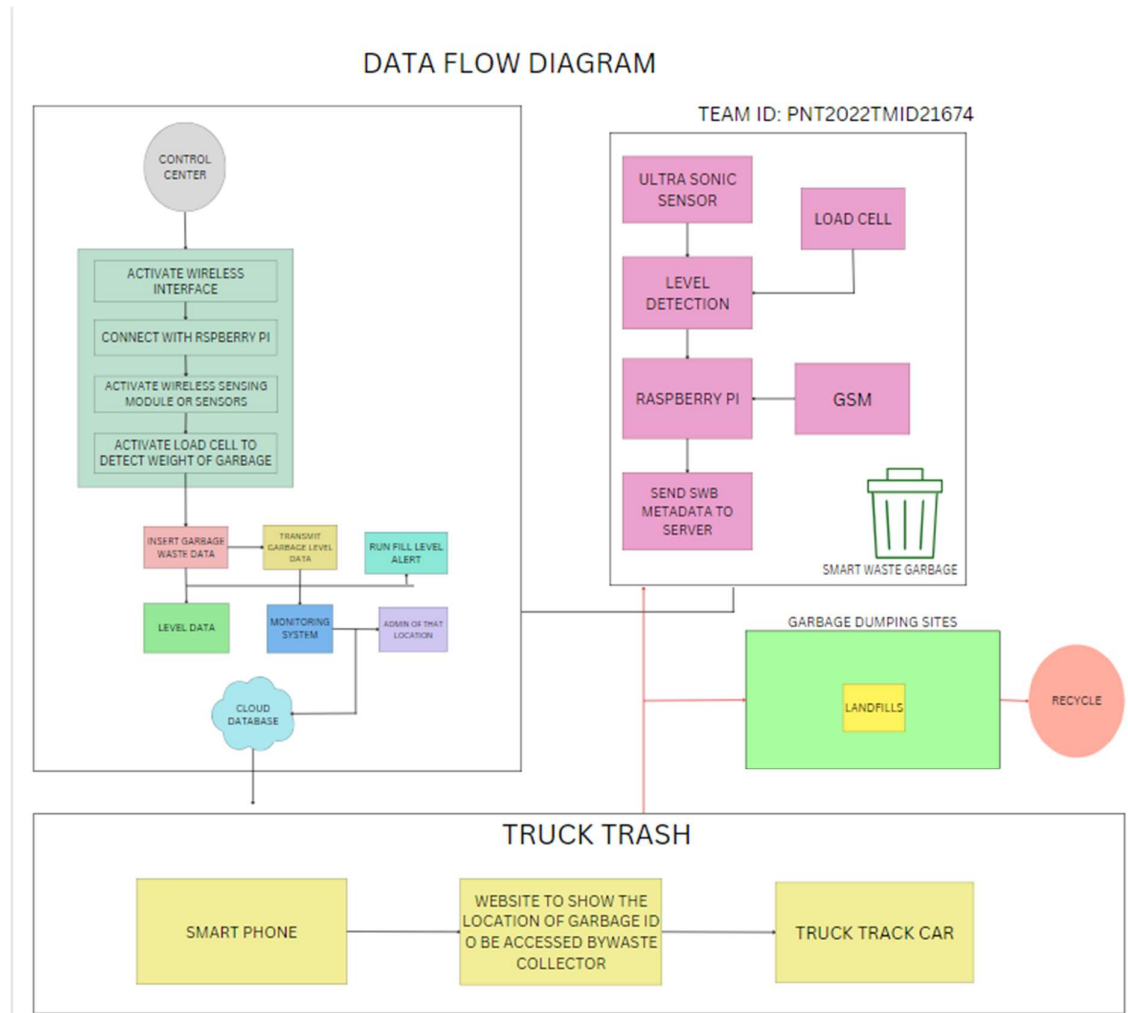 DATA FLOW DIAGRAM
TEAM ID: PNT2022TMID21674
CONTROL
CENTER
ACTIVATE WIRELESS
INTERFACE
CONNECT WITH RSPBERRY PI
ACTIVATE WIRELESS SENSING
MODULE OR SENSORS
ACTIVATE LOAD CELL TO
DETECT WEIGHT OF GARBAGE
INSERT GARBAGE
WASTE DATA
TRANSMIT
GARBAGE LEVEL
DATA
RUN FILL LEVEL
ALERT
LEVEL DATA
MONITORING
SYSTEM
ADMIN OF THAT
LOCATION
CLOUD
DATABASE
ULTRA SONIC
SENSOR
LOAD CELL
LEVEL
DETECTION
RASPBERRY PI
GSM
SEND SWB
METADATA TO
SERVER
SMART WASTE GARBAGE
GARBAGE DUMPING SITES
LANDFILLS
RECYCLE
TRUCK TRASH
SMART PHONE
WEBSITE TO SHOW THE
LOCATION OF GARBAGE ID
O BE ACCESSED BYWASTE
COLLECTOR
TRUCK TRACK CAR